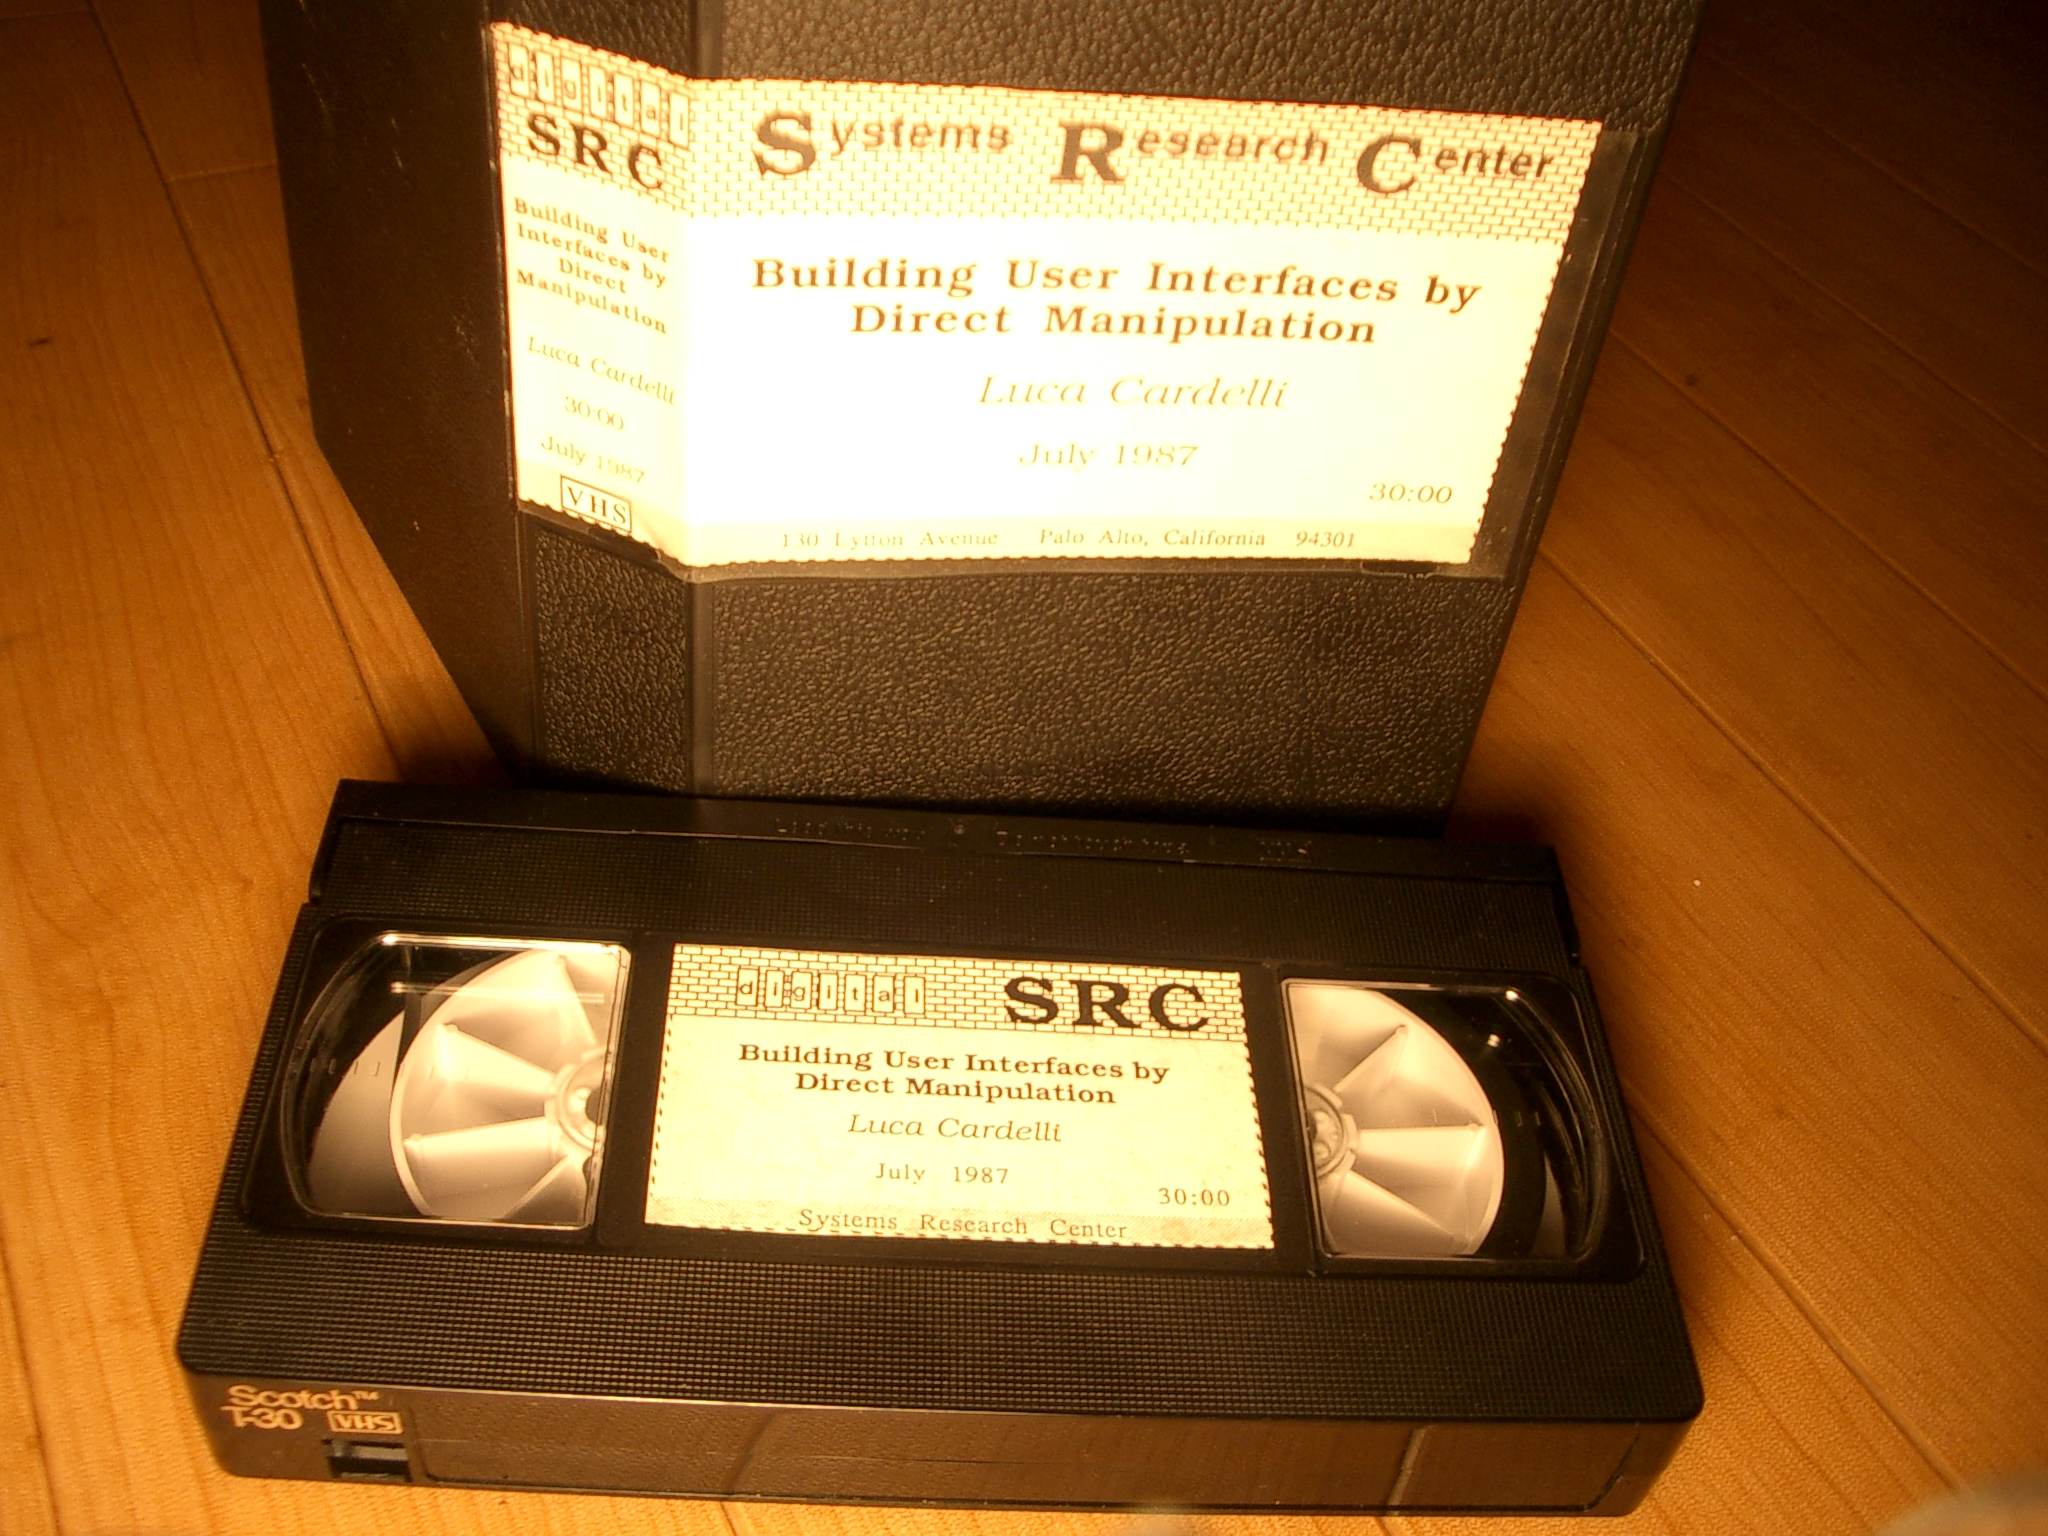 digital
SRC
Building User
Interfaces by
Direct
Manipulation
Luca Cardelli
30:00
July 1987
VHS
Systems Research Center
Building User Interfaces by
Direct Manipulation
Luca Cardelli
July 1987
30:00
130 Lytton Avenue Palo Alto, California 94301
digital SRC
Building User Interfaces by
Direct Manipulation
Luca Cardelli
July 1987
30:00
Systems Research Center
Scotch™
T-30 VHS